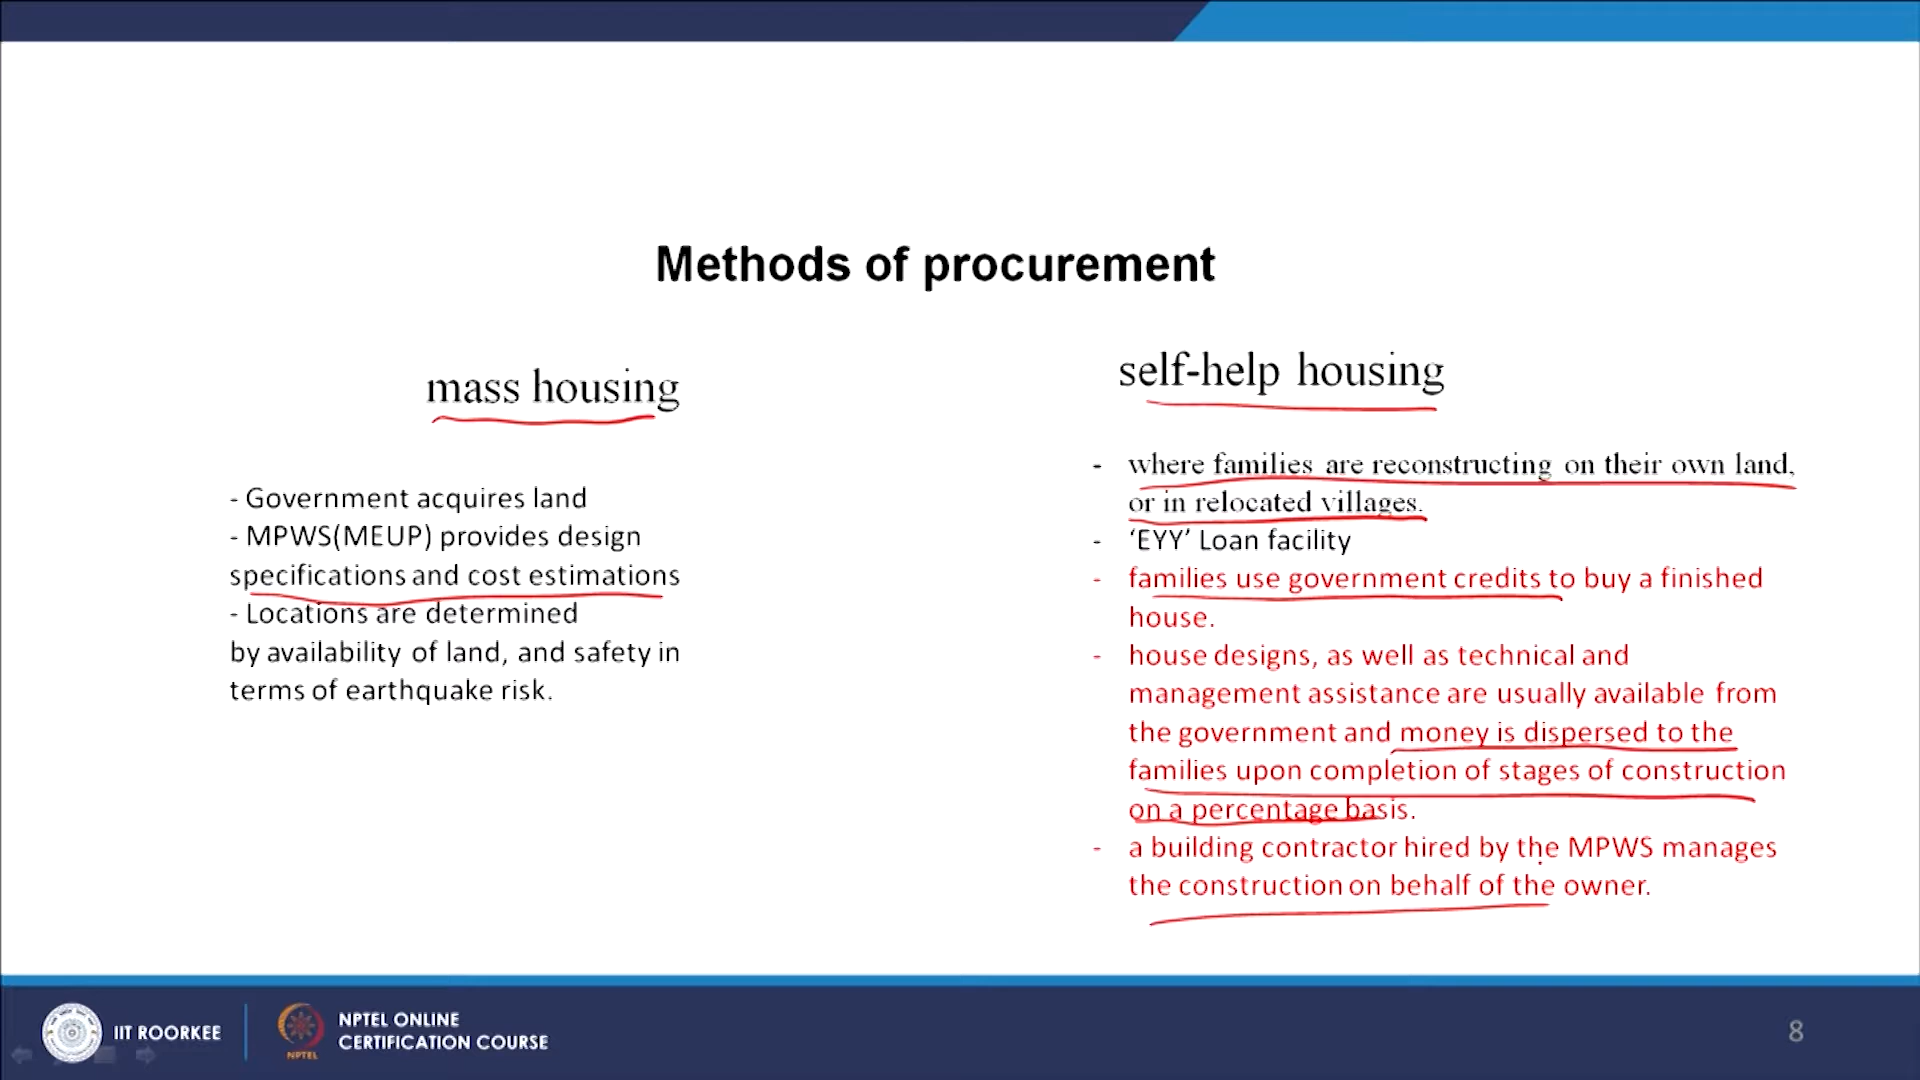 Methods of procurement
mass housing
- Government acquires land
- MPWS(MEUP) provides design
specifications and cost estimations
- Locations are determined
by availability of land, and safety in
terms of earthquake risk.
self-help housing
- where families are reconstructing on their own land,
or in relocated villages.
- ‘EYY’ Loan facility
- families use government credits to buy a finished
house.
- house designs, as well as technical and
management assistance are usually available from
the government and money is dispersed to the
families upon completion of stages of construction
on a percentage basis.
- a building contractor hired by the MPWS manages
the construction on behalf of the owner.
IIT ROORKEE
NPTEL
NPTEL ONLINE
CERTIFICATION COURSE
8